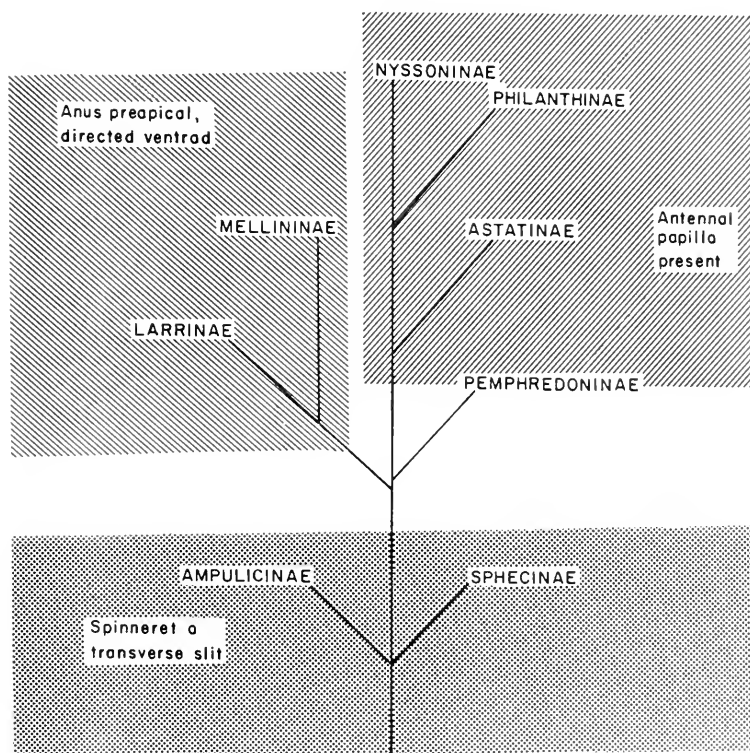 NYSSONINAE
PHILANTHINAE
Anus preapical,
directed ventrad
MELLININAE
ASTATINAE
Antennal
papilla
present
LARRINAE
PEMPHREDONINAE
AMPULICINAE
SPHECINAE
Spinneret a
transverse slit